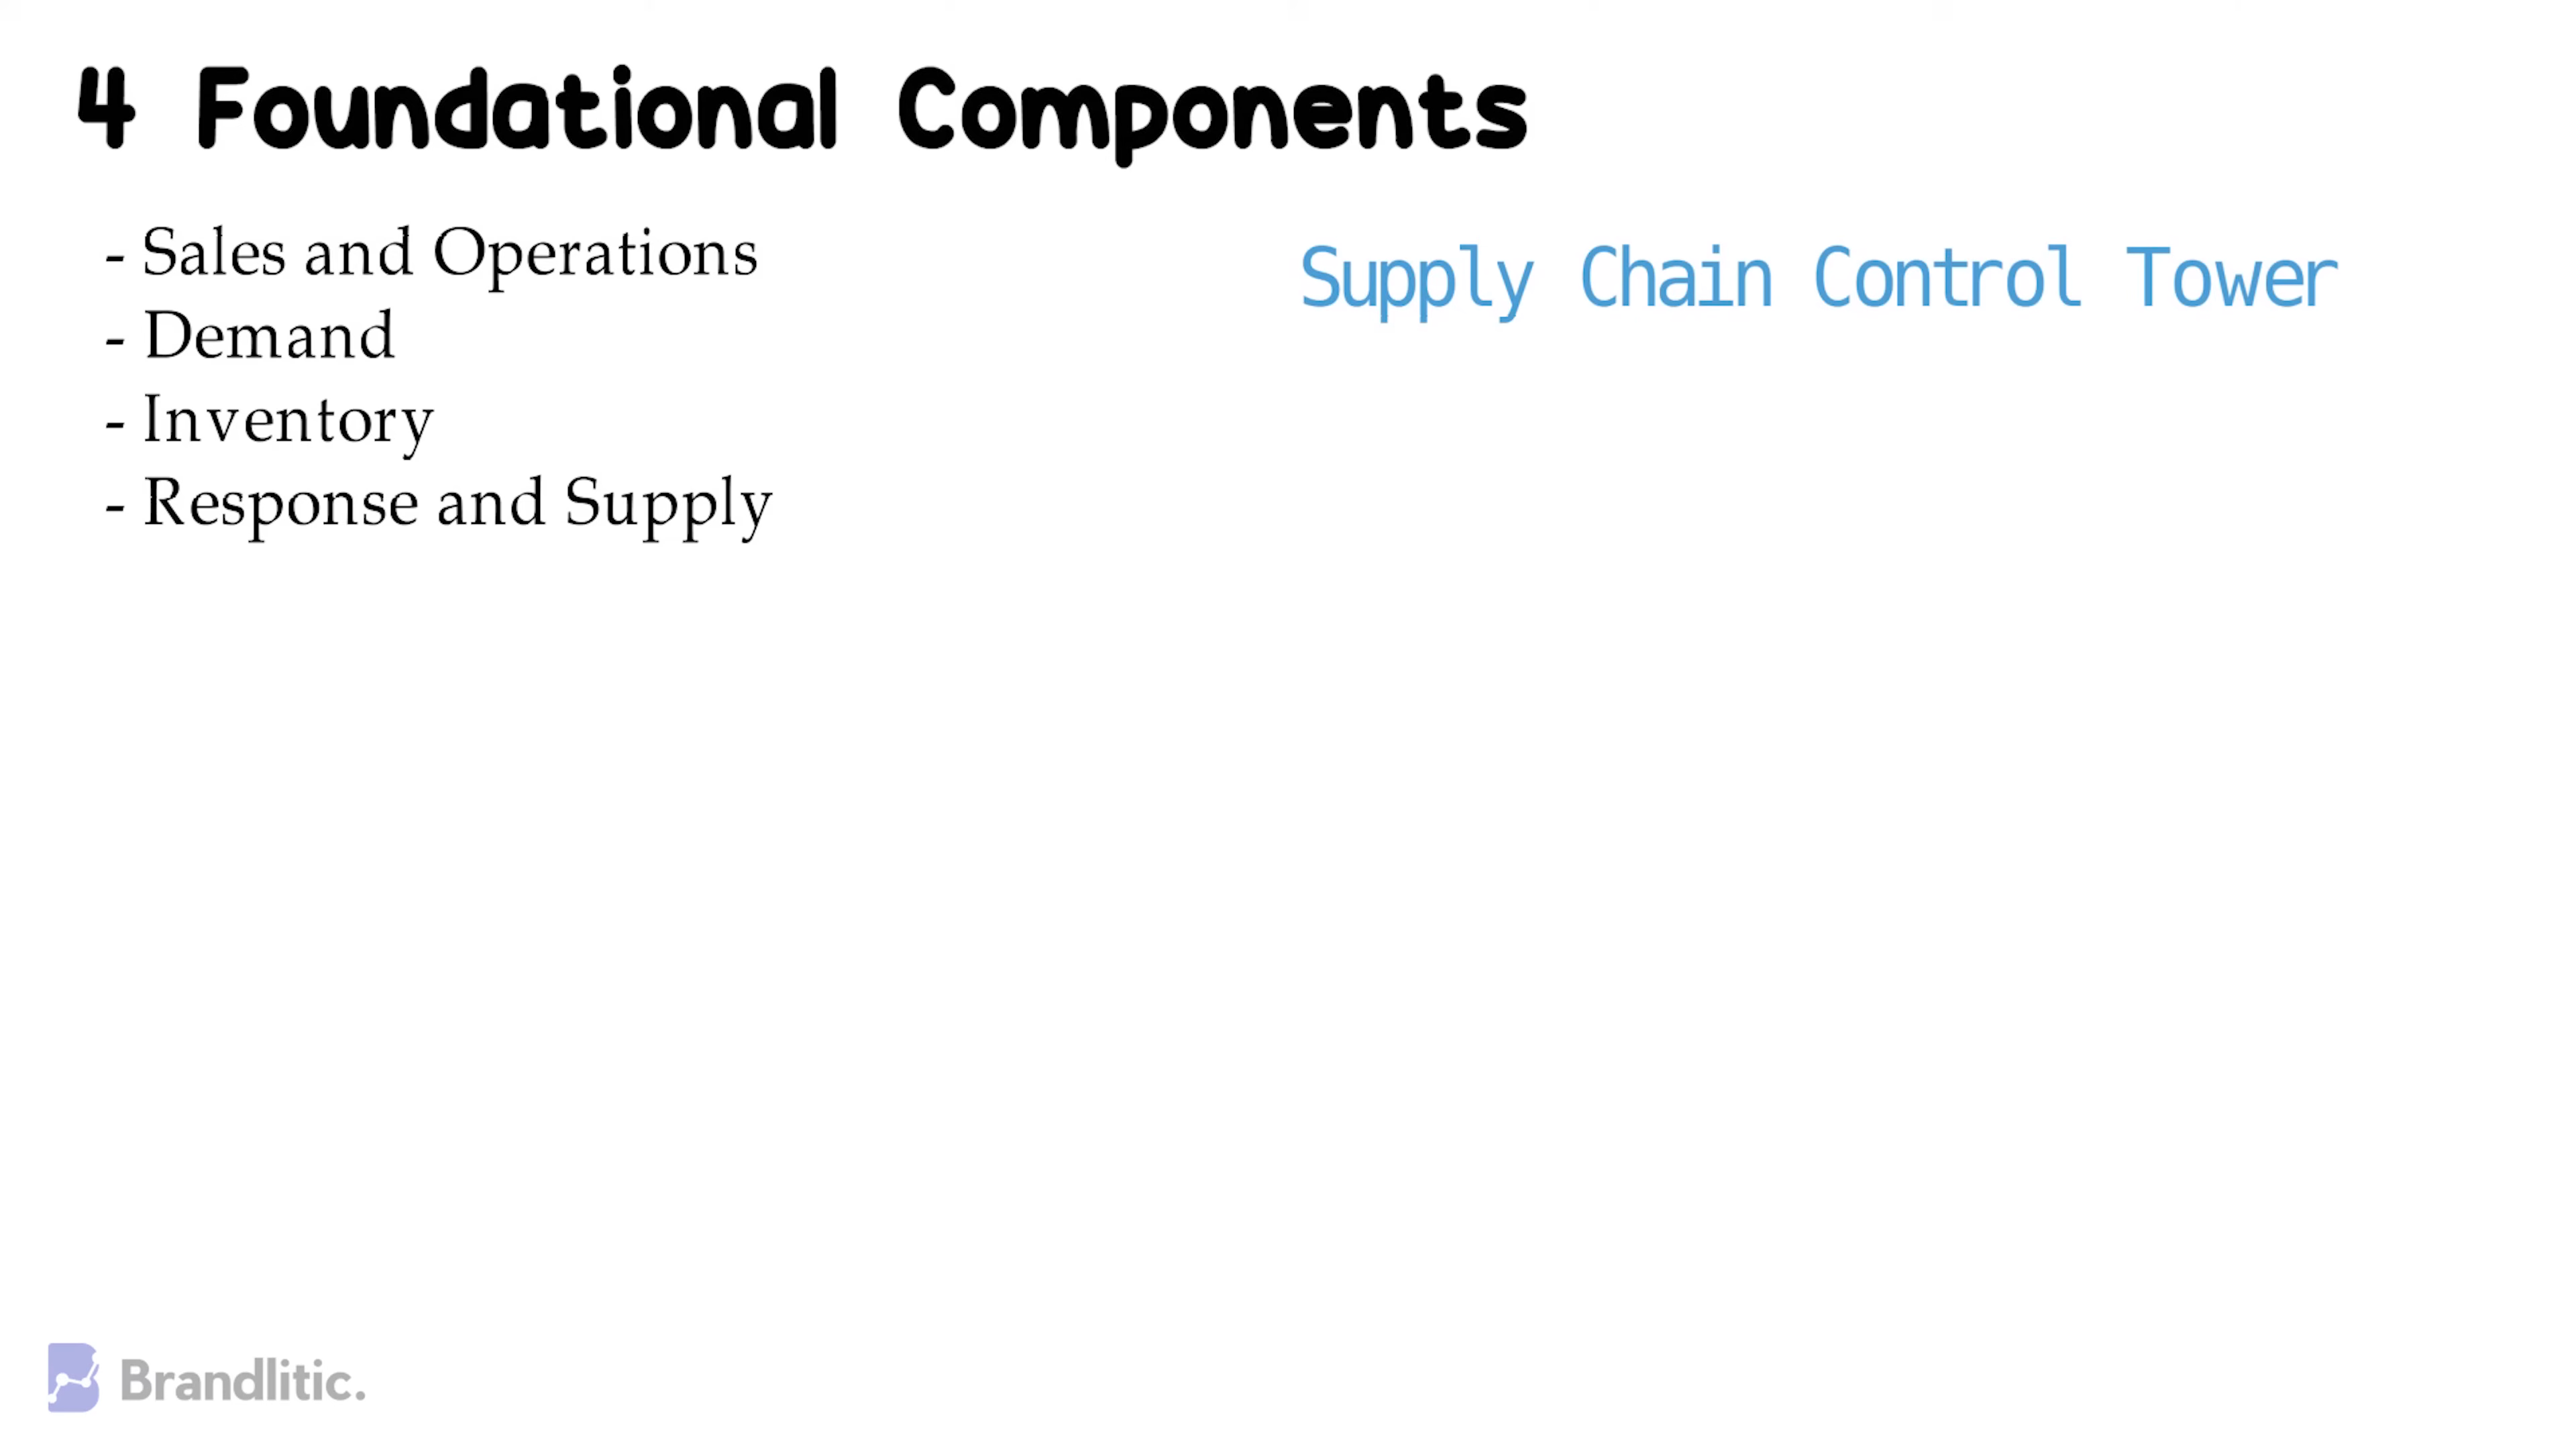 4 Foundational Components
- Sales and Operations
- Demand
- Inventory
- Response and Supply
Supply Chain Control Tower
Brandlitic.